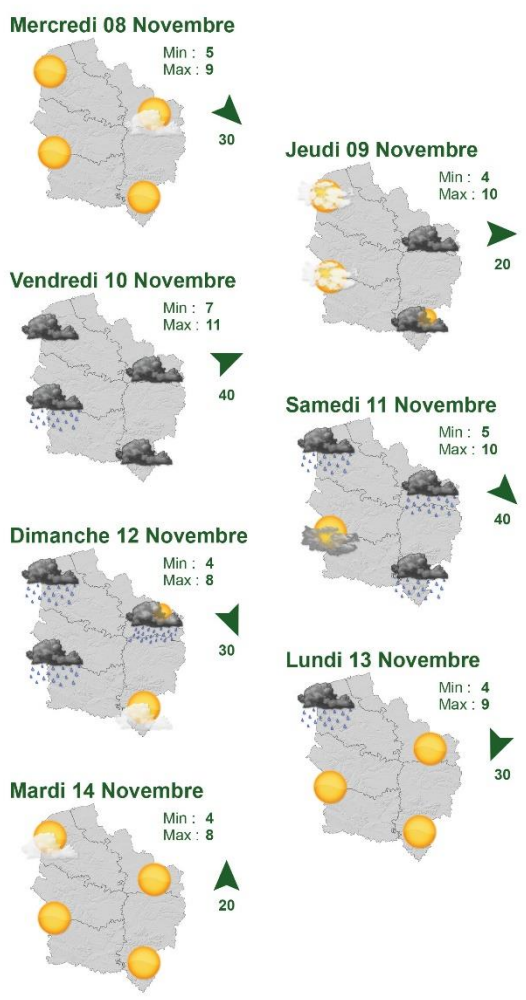 Mercredi 08 Novembre
Min : 5
Max : 9
30
Jeudi 09 Novembre
Min : 4
Max : 10
20
Vendredi 10 Novembre
Min : 7
Max : 11
40
Samedi 11 Novembre
Min : 5
Max : 10
40
Dimanche 12 Novembre
Min : 4
Max : 8
30
Lundi 13 Novembre
Min : 4
Max : 9
30
Mardi 14 Novembre
Min : 4
Max : 8
20